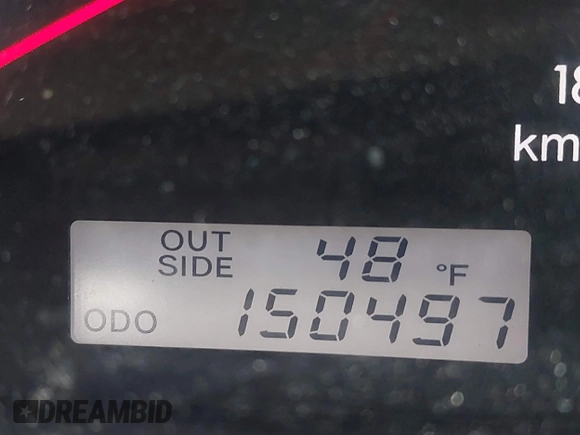 18
km
OUT
SIDE 48 °F
ODO 150497
DREAMBID